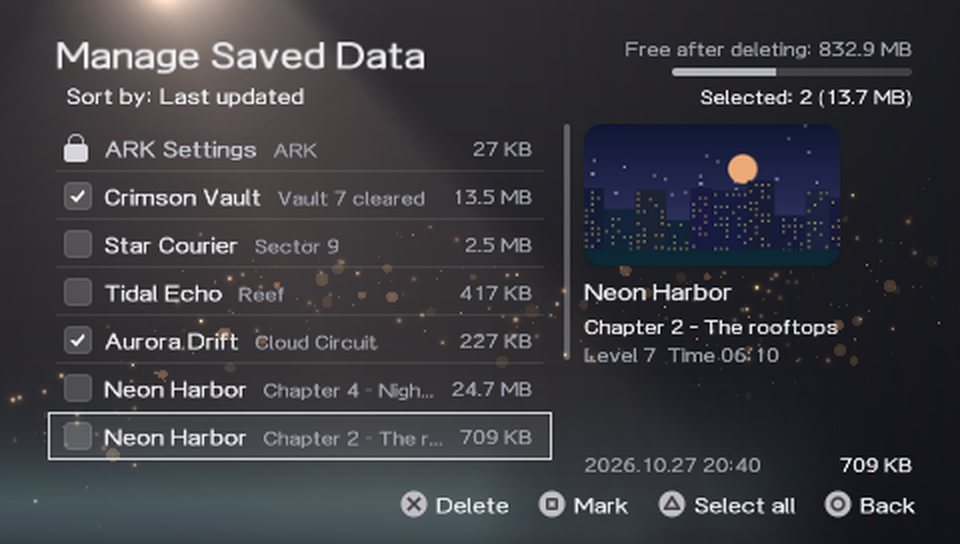 Manage Saved Data
Free after deleting: 832.9 MB
Sort by: Last updated
Selected: 2 (13.7 MB)
ARK Settings ARK 27 KB
Crimson Vault Vault 7 cleared 13.5 MB
Star Courier Sector 9 2.5 MB
Tidal Echo Reef 417 KB
Aurora Drift Cloud Circuit 227 KB
Neon Harbor Chapter 4 - Nigh... 24.7 MB
Neon Harbor Chapter 2 - The r... 709 KB
Neon Harbor
Chapter 2 - The rooftops
Level 7 Time 06:10
2026.10.27 20:40 709 KB
Delete Mark Select all Back